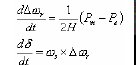 dΔω_r/dt = 1/2H (P_m − P_e)
dδ/dt = ω_s × Δω_r